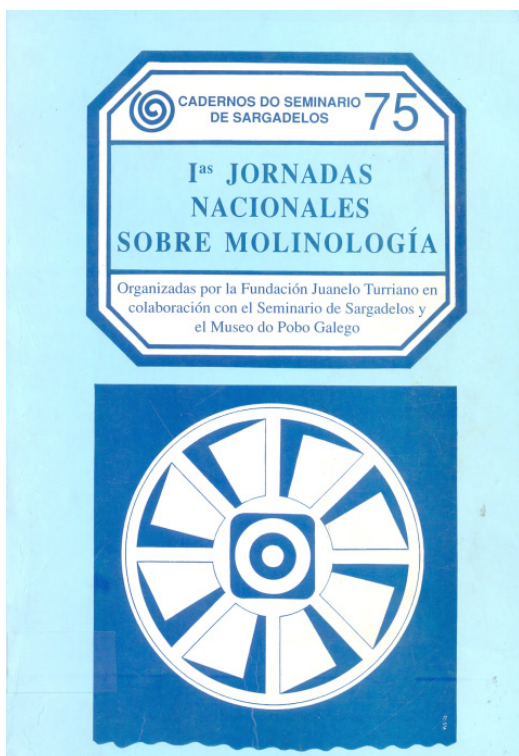 CADERNOS DO SEMINARIO
DE SARGADELOS
75
Ias JORNADAS
NACIONALES
SOBRE MOLINOLOGÍA
Organizadas por la Fundación Juanelo Turriano en
colaboración con el Seminario de Sargadelos y
el Museo do Pobo Galego